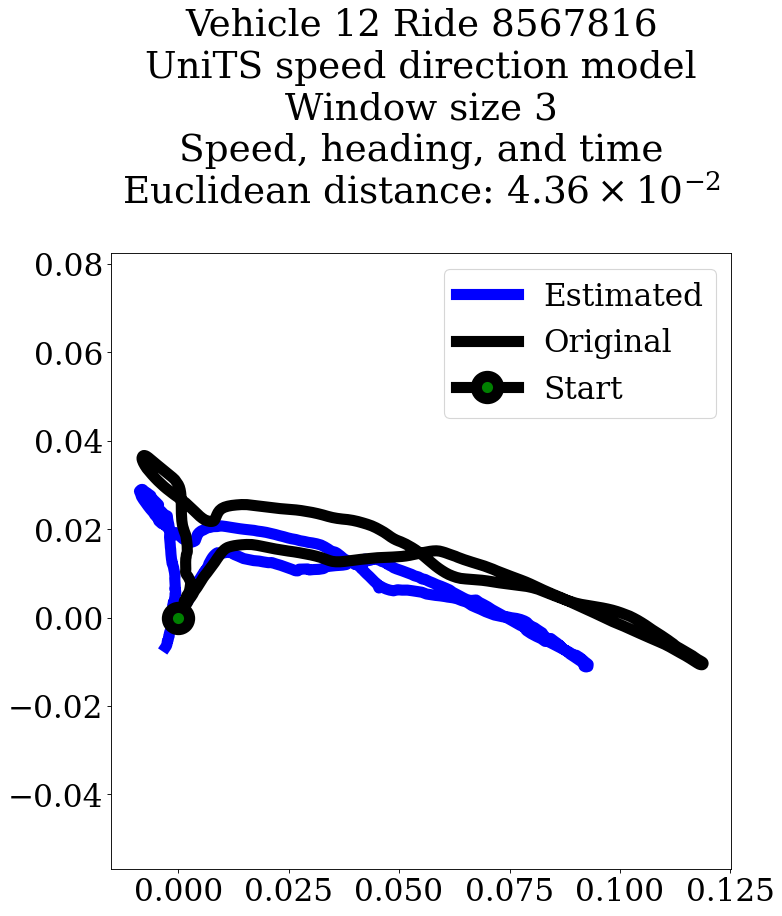 Vehicle 12 Ride 8567816
UniTS speed direction model
Window size 3
Speed, heading, and time
Euclidean distance: 4.36 × 10⁻²
0.08
0.06
0.04
0.02
0.00
−0.02
−0.04
Estimated
Original
Start
0.000 0.025 0.050 0.075 0.100 0.125